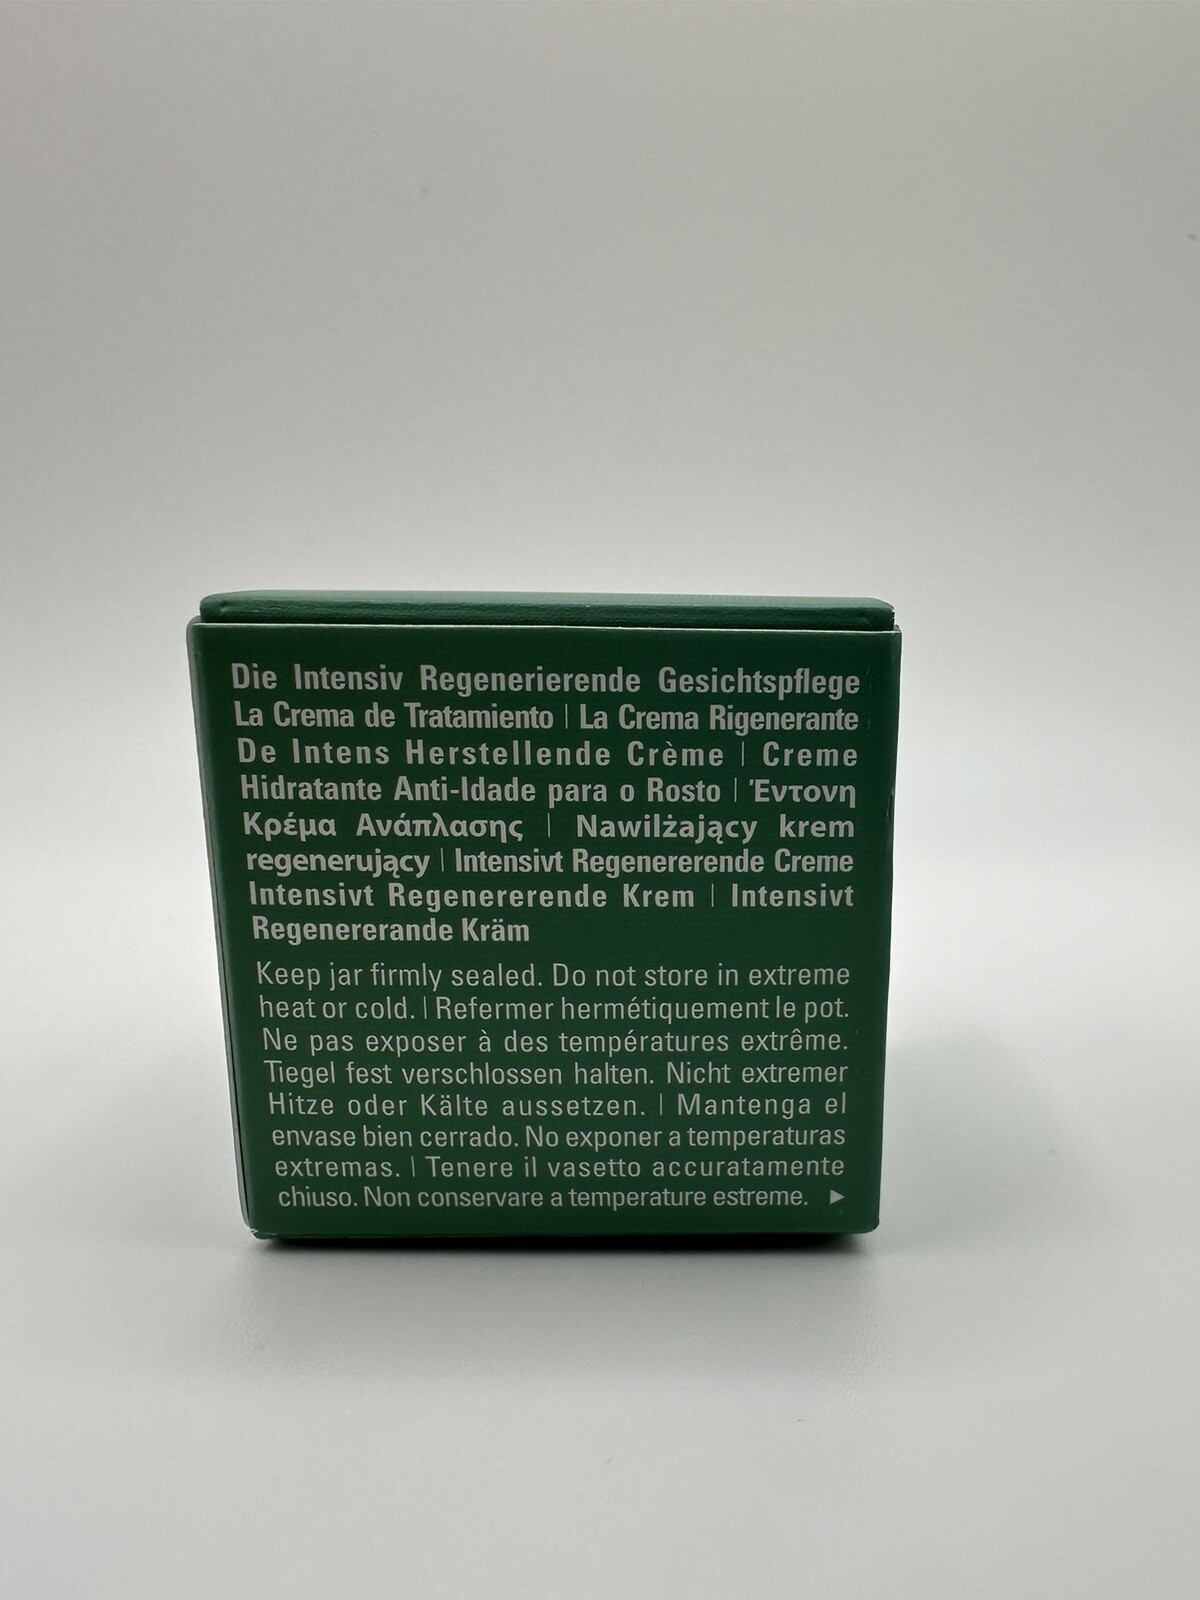 Die Intensiv Regenerierende Gesichtspflege
La Crema de Tratamiento | La Crema Rigenerante
De Intens Herstellende Crème | Creme
Hidratante Anti-Idade para o Rosto | Έντονη
Κρέμα Ανάπλασης | Nawilżający krem
regenerujący | Intensivt Regenererende Creme
Intensivt Regenererende Krem | Intensivt
Regenererande Kräm
Keep jar firmly sealed. Do not store in extreme
heat or cold. | Refermer hermétiquement le pot.
Ne pas exposer à des températures extrême.
Tiegel fest verschlossen halten. Nicht extremer
Hitze oder Kälte aussetzen. | Mantenga el
envase bien cerrado. No exponer a temperaturas
extremas. | Tenere il vasetto accuratamente
chiuso. Non conservare a temperature estreme. ►